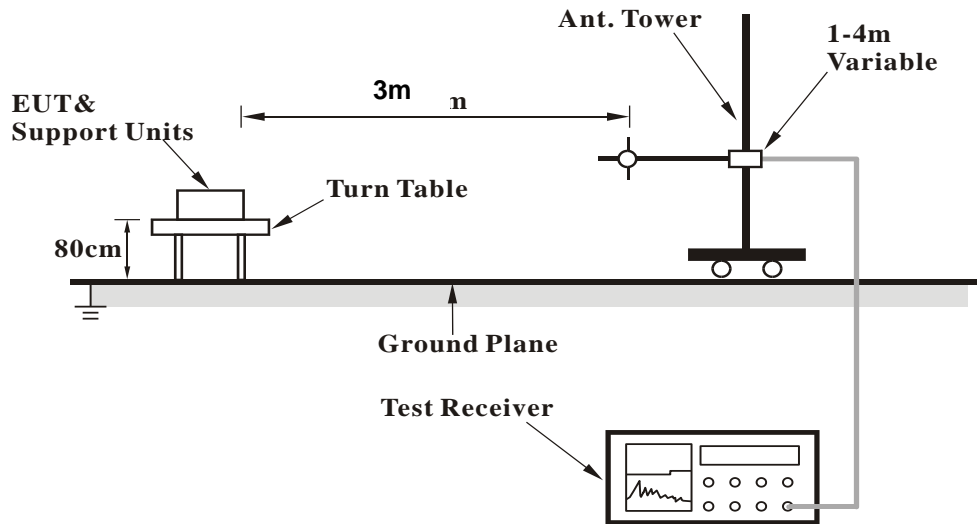 Ant. Tower
1-4m
Variable
3m
m
EUT&
Support Units
Turn Table
80cm
Ground Plane
Test Receiver